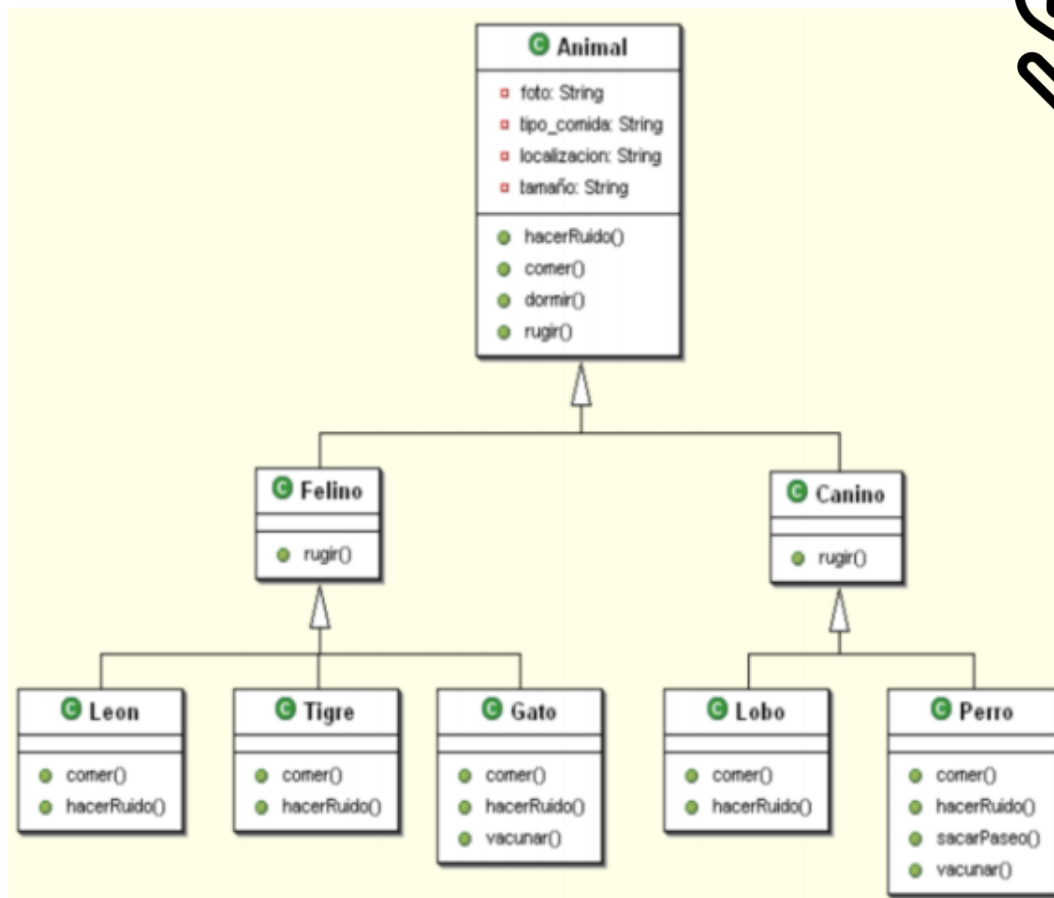 C Animal
foto: String
tipo_comida: String
localizacion: String
tamaño: String
hacerRuido()
comer()
dormir()
rugir()
C Felino
rugir()
C Canino
rugir()
C Leon
comer()
hacerRuido()
C Tigre
comer()
hacerRuido()
C Gato
comer()
hacerRuido()
vacunar()
C Lobo
comer()
hacerRuido()
C Perro
comer()
hacerRuido()
sacarPaseo()
vacunar()